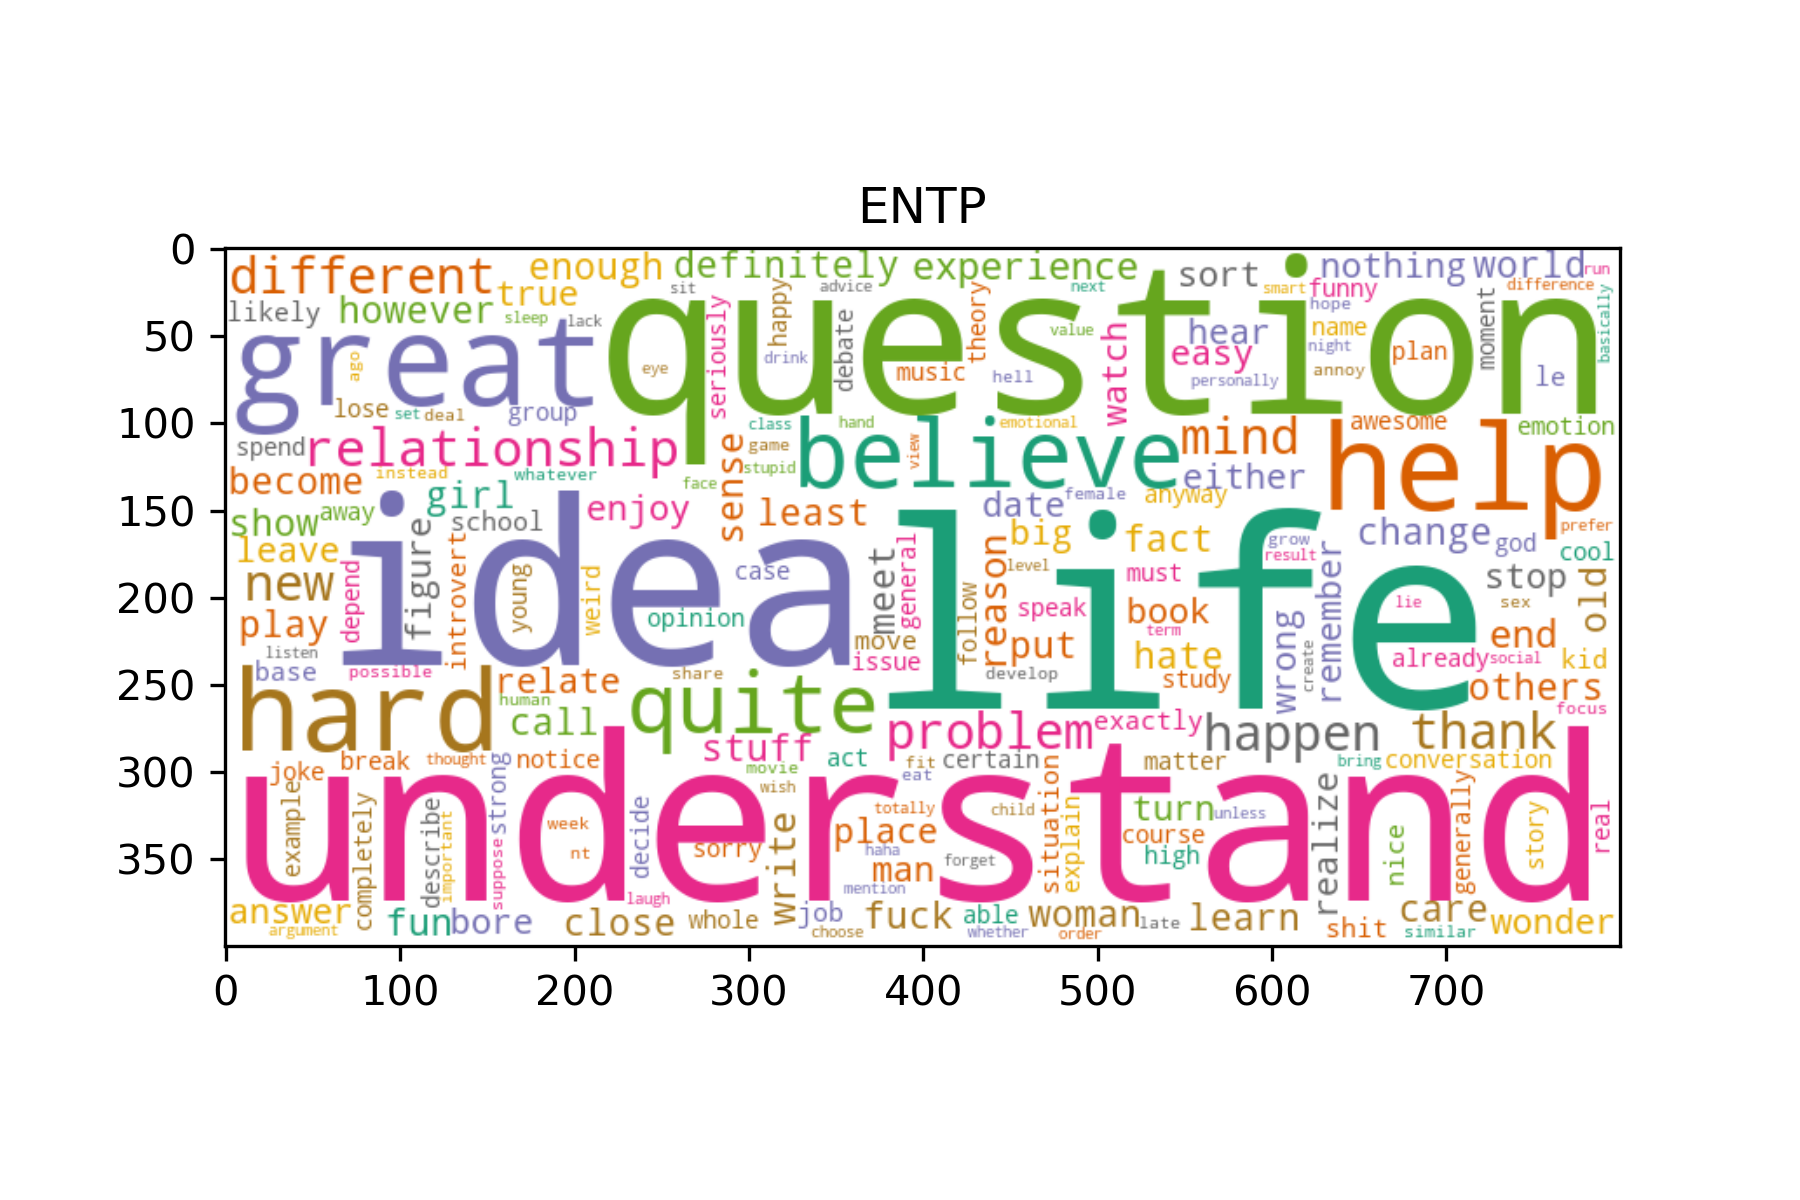 ENTP
0
50
100
150
200
250
300
350
different
enough
definitely
experience
sort
nothing
world
run
likely
however
true
sit
advice
next
smart
funny
difference
sleep
lack
happy
theory
hope
moment
basically
great
question
ago
eye
seriously
drink
debate
music
hell
value
watch
hear
easy
personally
name
night
annoy
plan
le
lose
set
deal
group
class
hand
emotional
awesome
emotion
spend
relationship
game
believe
view
mind
help
become
instead
whatever
stupid
face
sense
either
girl
away
show
school
enjoy
least
date
female
anyway
prefer
leave
figure
introvert
idea
life
big
fact
grow
result
change
god
cool
new
depend
young
weird
case
meet
general
reason
level
must
remember
stop
old
play
opinion
follow
speak
book
term
lie
sex
listen
move
put
hate
wrong
create
end
base
possible
issue
share
develop
study
already
social
kid
hard
relate
human
call
quite
problem
exactly
happen
others
focus
thank
stuff
joke
break
thought
strong
notice
movie
act
fit
certain
matter
bring
conversation
understand
example
completely
describe
important
suppose
week
nt
decide
sorry
wish
write
eat
totally
place
haha
man
mention
child
forget
situation
explain
turn
unless
course
high
realize
nice
generally
story
real
answer
argument
fun
bore
close
laugh
whole
job
choose
fuck
able
whether
woman
order
late
learn
shit
care
similar
wonder
0 100 200 300 400 500 600 700